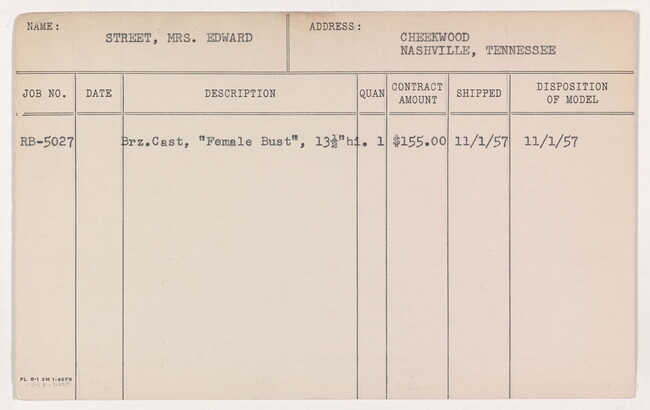 NAME: STREET, MRS. EDWARD ADDRESS: CHEEKWOOD
NASHVILLE, TENNESSEE
JOB NO. DATE DESCRIPTION QUAN CONTRACT AMOUNT SHIPPED DISPOSITION OF MODEL
RB-5027 Brz.Cast, "Female Bust", 13½"hi. 1 $155.00 11/1/57 11/1/57